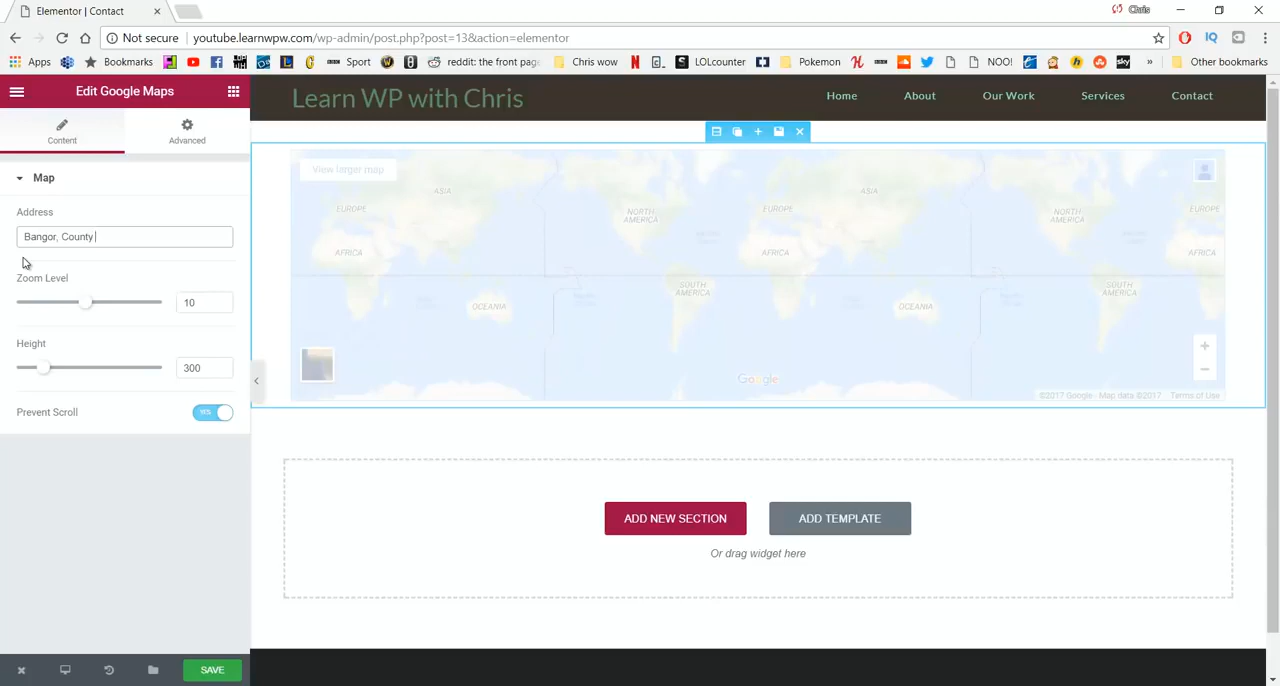 Elementor | Contact
Chris
Not secure
youtube.learnwpw.com/wp-admin/post.php?post=13&action=elementor
Apps
Bookmarks
Sport
reddit: the front page
Chris wow
LOLcounter
Pokemon
NOO!
»
Other bookmarks
Edit Google Maps
Content
Advanced
Map
Address
Bangor, County
Zoom Level
10
Height
300
Prevent Scroll
YES
SAVE
Learn WP with Chris
Home
About
Our Work
Services
Contact
View larger map
ASIA
ASIA
EUROPE
NORTH AMERICA
EUROPE
NORTH AMERICA
EUROPE
AFRICA
AFRICA
AFRICA
SOUTH AMERICA
SOUTH AMERICA
OCEANIA
OCEANIA
Google
©2017 Google - Map data ©2017
Terms of Use
ADD NEW SECTION
ADD TEMPLATE
Or drag widget here